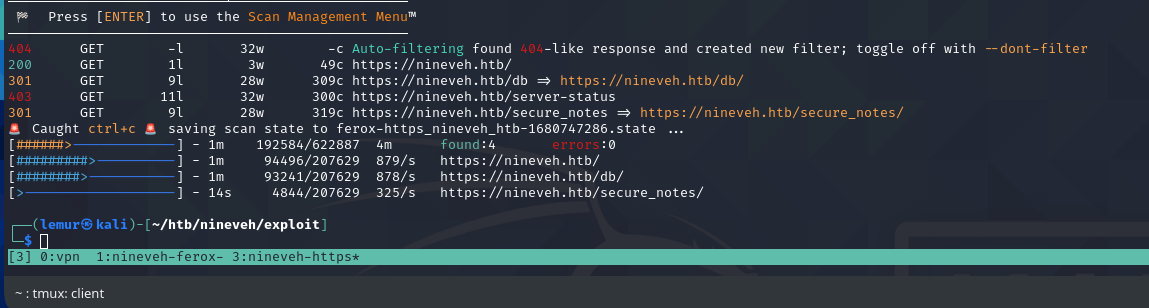 🏁 Press [ENTER] to use the Scan Management Menu™
404 GET -l 32w -c Auto-filtering found 404-like response and created new filter; toggle off with --dont-filter
200 GET 1l 3w 49c https://nineveh.htb/
301 GET 9l 28w 309c https://nineveh.htb/db => https://nineveh.htb/db/
403 GET 11l 32w 300c https://nineveh.htb/server-status
301 GET 9l 28w 319c https://nineveh.htb/secure_notes => https://nineveh.htb/secure_notes/
🚨 Caught ctrl+c 🚨 saving scan state to ferox-https_nineveh_htb-1680747286.state ...
[######>-------------] - 1m 192584/622887 4m found:4 errors:0
[#########>----------] - 1m 94496/207629 879/s https://nineveh.htb/
[########>-----------] - 1m 93241/207629 878/s https://nineveh.htb/db/
[>-------------------] - 14s 4844/207629 325/s https://nineveh.htb/secure_notes/
┌──(lemur㉿kali)-[~/htb/nineveh/exploit]
└─$
[3] 0:vpn 1:nineveh-ferox- 3:nineveh-https*
~ : tmux: client